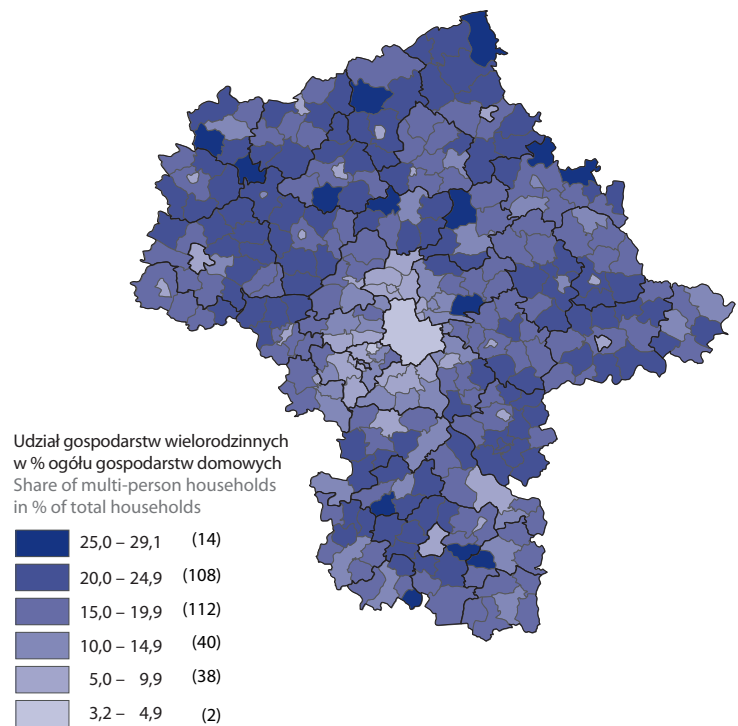 Udział gospodarstw wielorodzinnych
w % ogółu gospodarstw domowych
Share of multi-person households
in % of total households
25,0 – 29,1 (14)
20,0 – 24,9 (108)
15,0 – 19,9 (112)
10,0 – 14,9 (40)
5,0 – 9,9 (38)
3,2 – 4,9 (2)